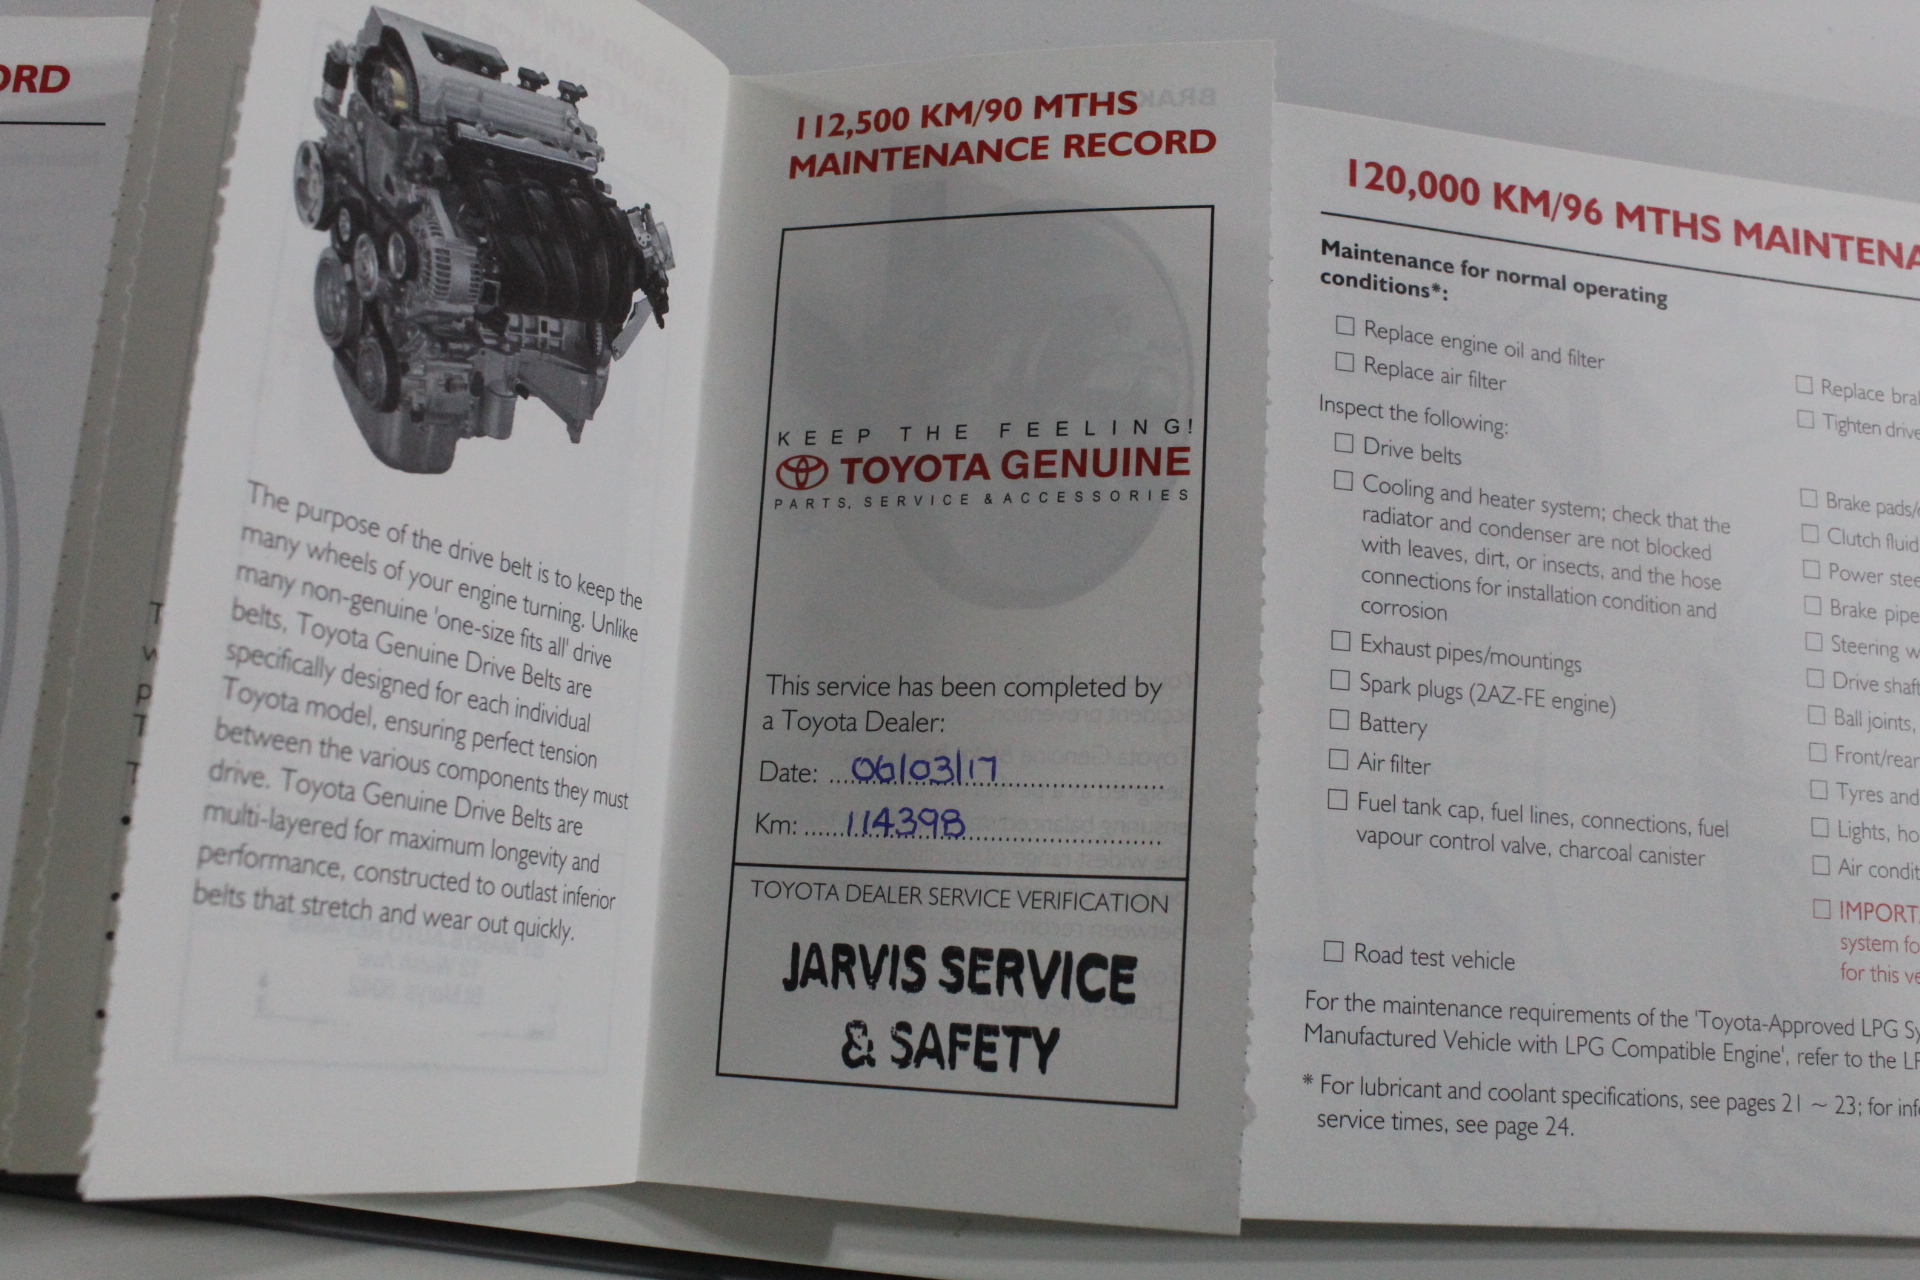 ORD
The purpose of the drive belt is to keep the
many wheels of your engine turning. Unlike
many non-genuine 'one-size fits all' drive
belts, Toyota Genuine Drive Belts are
specifically designed for each individual
Toyota model, ensuring perfect tension
between the various components they must
drive. Toyota Genuine Drive Belts are
multi-layered for maximum longevity and
performance, constructed to outlast inferior
belts that stretch and wear out quickly.
112,500 KM/90 MTHS
MAINTENANCE RECORD
KEEP THE FEELING!
TOYOTA GENUINE
PARTS, SERVICE & ACCESSORIES
This service has been completed by
a Toyota Dealer:
Date: 06/03/17
Km: 114398
TOYOTA DEALER SERVICE VERIFICATION
JARVIS SERVICE
& SAFETY
120,000 KM/96 MTHS MAINTENA
Maintenance for normal operating
conditions*:
Replace engine oil and filter
Replace air filter
Inspect the following:
Drive belts
Cooling and heater system; check that the
radiator and condenser are not blocked
with leaves, dirt, or insects, and the hose
connections for installation condition and
corrosion
Exhaust pipes/mountings
Spark plugs (2AZ-FE engine)
Battery
Air filter
Fuel tank cap, fuel lines, connections, fuel
vapour control valve, charcoal canister
Road test vehicle
Replace bra
Tighten drive
Brake pads/
Clutch fluid
Power stee
Brake pipe
Steering w
Drive shaft
Ball joints,
Front/rear
Tyres and
Lights, ho
Air condit
IMPORT
system fo
for this ve
For the maintenance requirements of the 'Toyota-Approved LPG Sy
Manufactured Vehicle with LPG Compatible Engine', refer to the LP
* For lubricant and coolant specifications, see pages 21 ~ 23; for inf
service times, see page 24.